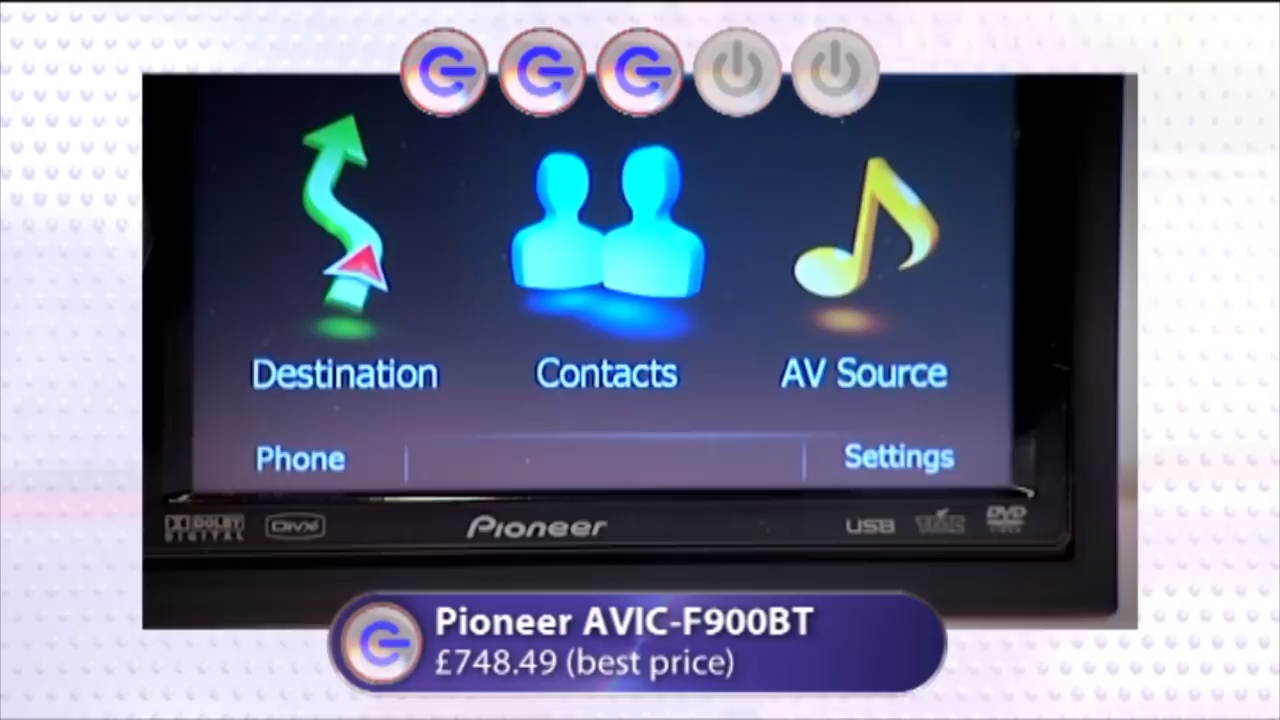 Destination
Contacts
AV Source
Phone
Settings
DOLBY
DIGITAL
DivX
Pioneer
USB
DVD
VIDEO
Pioneer AVIC-F900BT
£748.49 (best price)